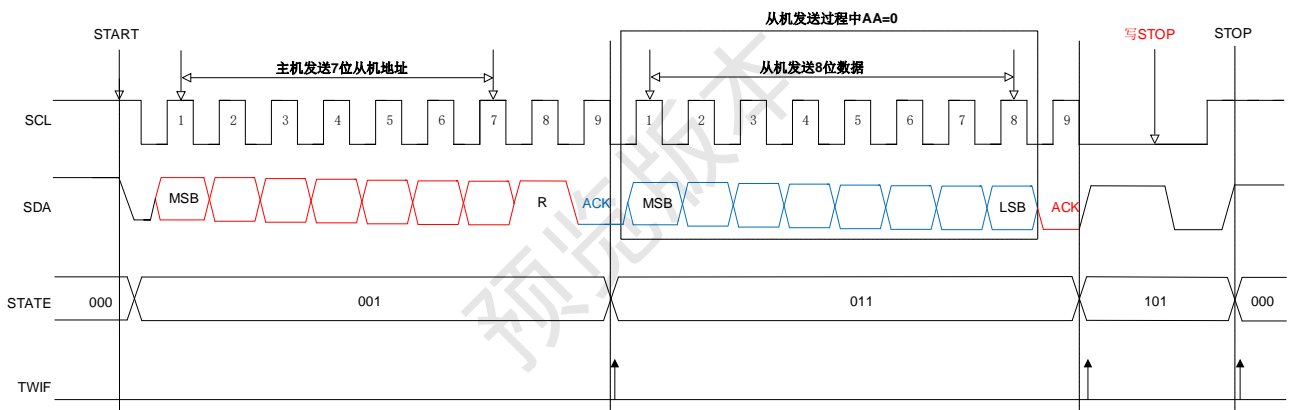 从机发送过程中AA=0
START
写STOP
STOP
主机发送7位从机地址
从机发送8位数据
SCL
1 2 3 4 5 6 7 8 9 1 2 3 4 5 6 7 8 9
SDA
MSB R ACK MSB LSB ACK
STATE
000 001 011 101 000
TWIF
预览版本